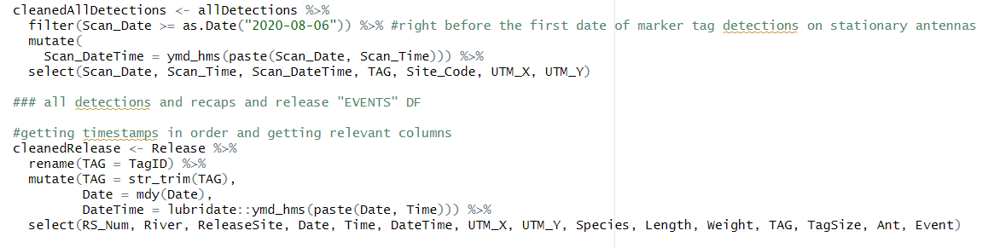 cleanedAllDetections <- allDetections %>%
  filter(Scan_Date >= as.Date("2020-08-06")) %>% #right before the first date of marker tag detections on stationary antennas
  mutate(
    Scan_DateTime = ymd_hms(paste(Scan_Date, Scan_Time))) %>%
  select(Scan_Date, Scan_Time, Scan_DateTime, TAG, Site_Code, UTM_X, UTM_Y)

### all detections and recaps and release "EVENTS" DF

#getting timestamps in order and getting relevant columns
cleanedRelease <- Release %>%
  rename(TAG = TagID) %>%
  mutate(TAG = str_trim(TAG),
         Date = mdy(Date),
         DateTime = lubridate::ymd_hms(paste(Date, Time))) %>%
  select(RS_Num, River, ReleaseSite, Date, Time, DateTime, UTM_X, UTM_Y, Species, Length, Weight, TAG, TagSize, Ant, Event)